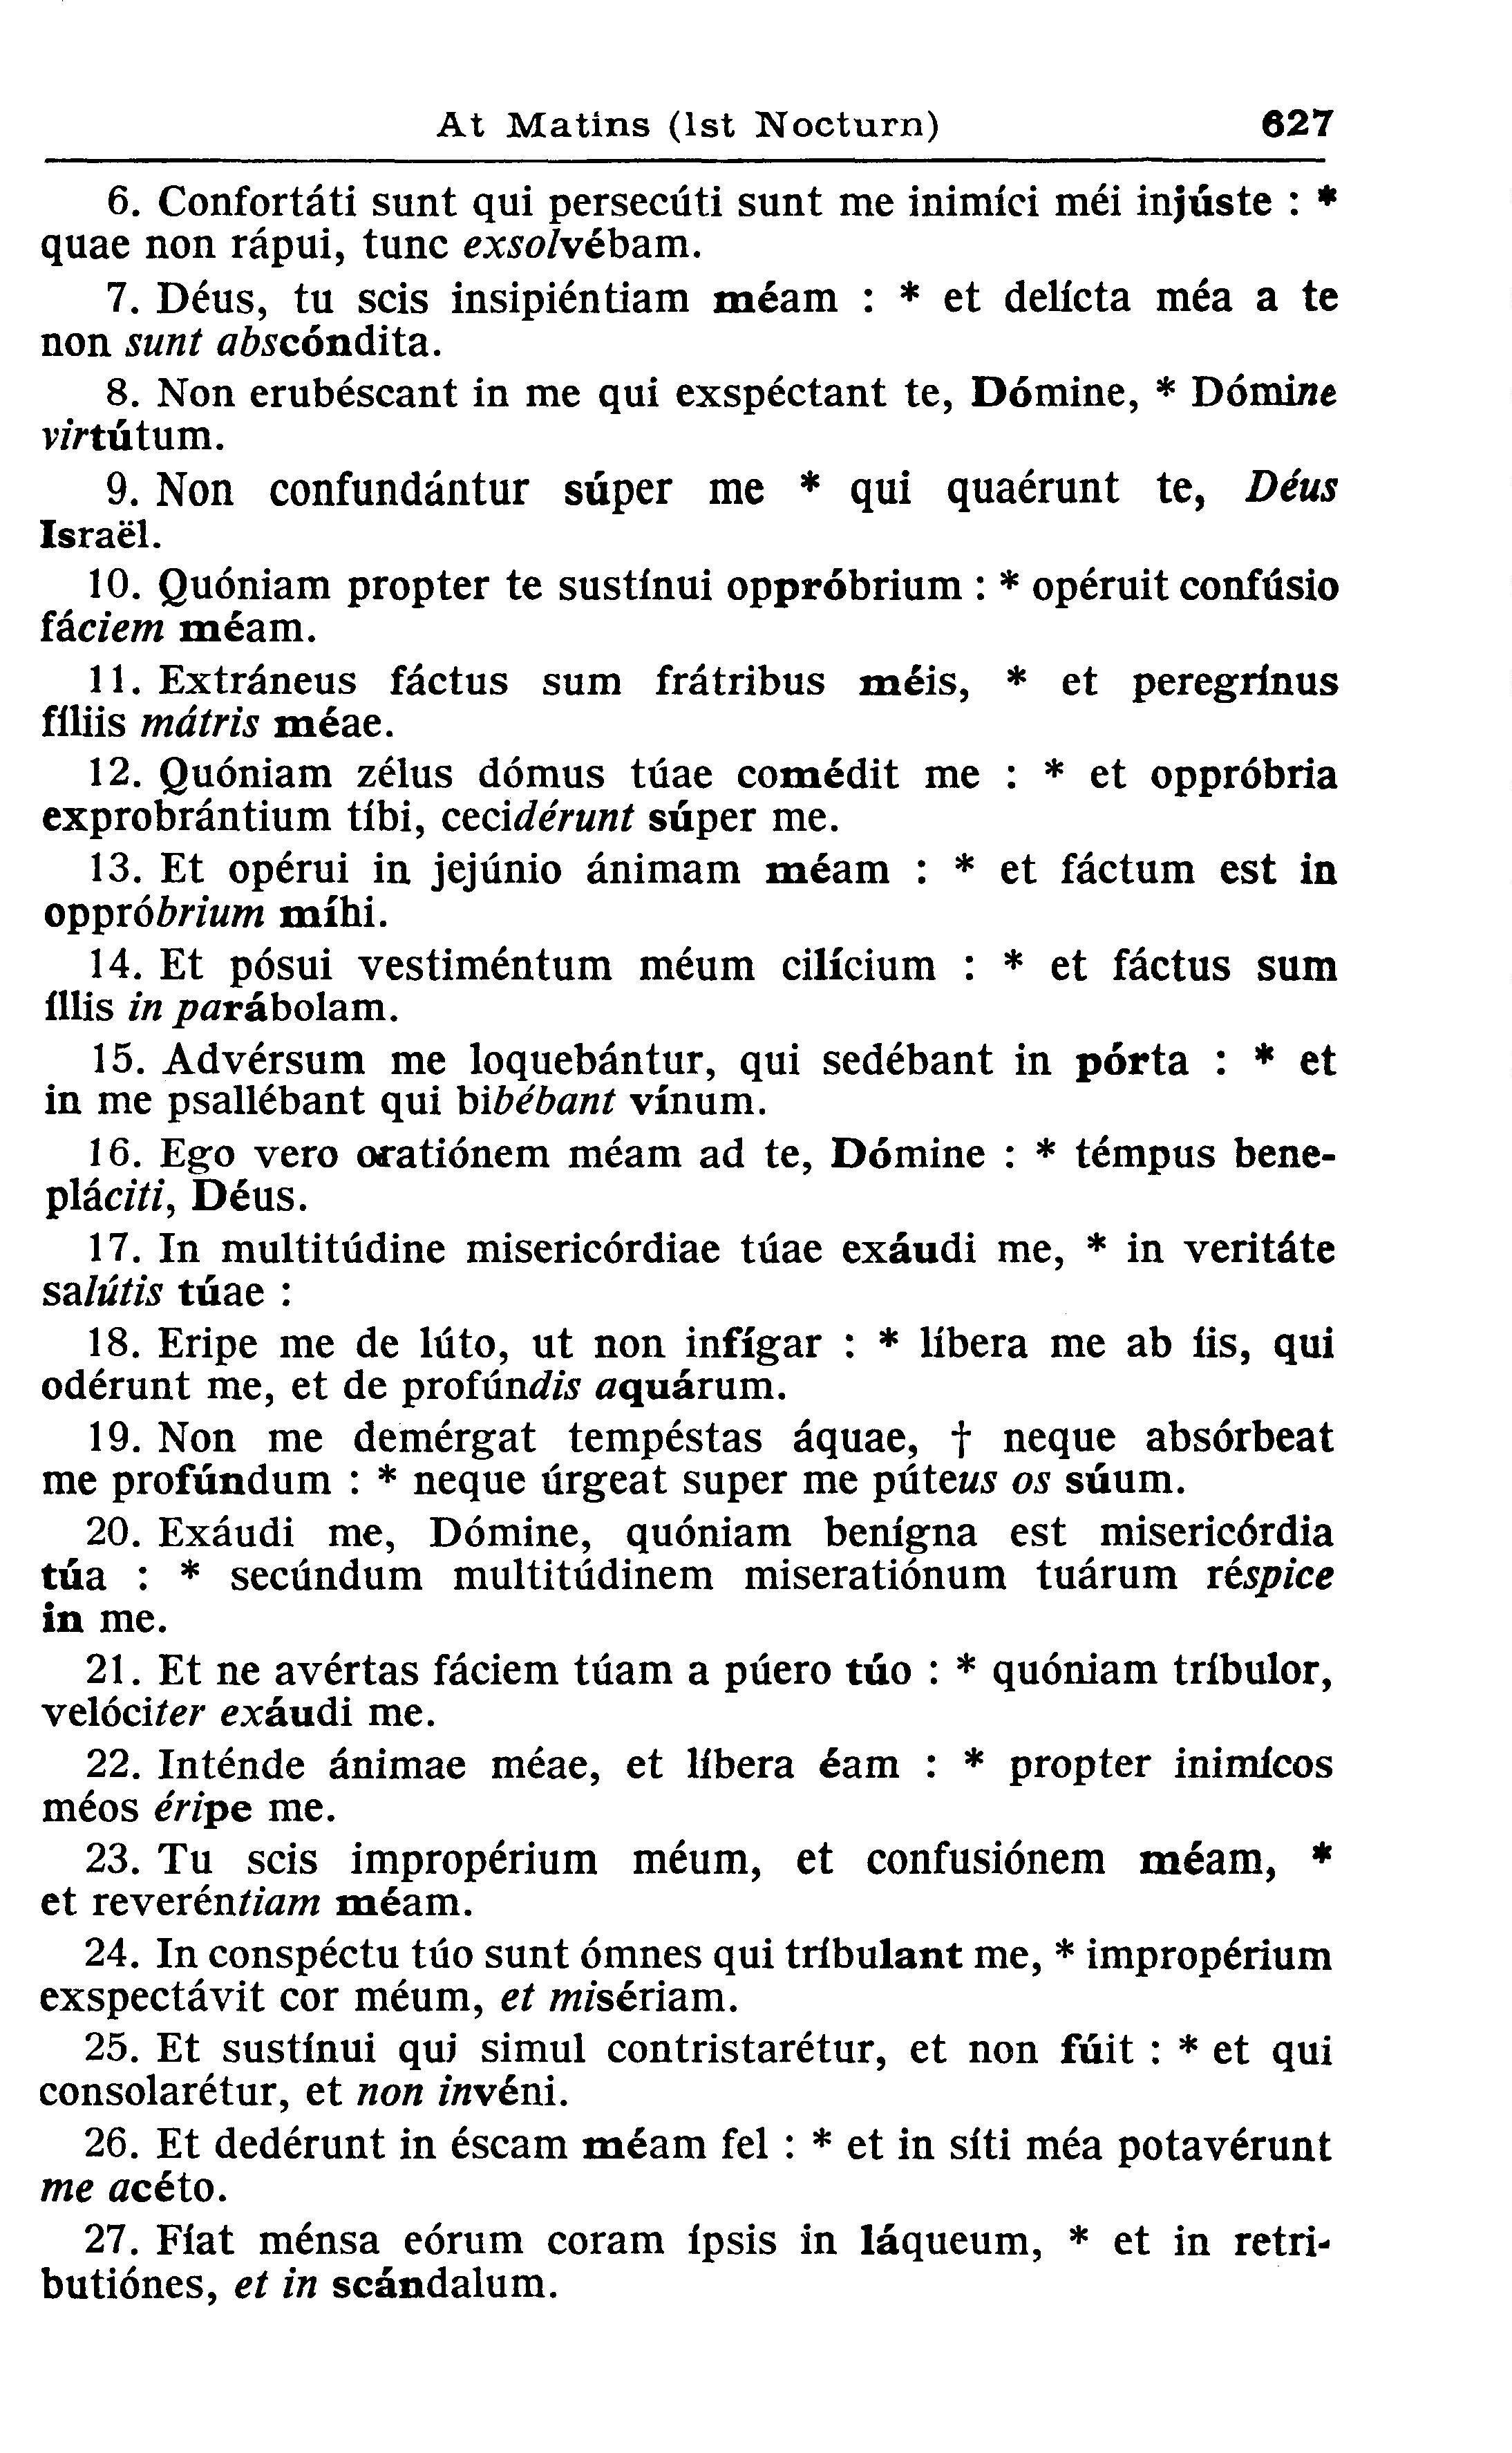 At Matins (1st Nocturn) 627
6. Confortáti sunt qui persecúti sunt me inimíci méi injúste : *
quae non rápui, tunc exsolvébam.
7. Déus, tu scis insipiéntiam méam : * et delícta méa a te
non sunt abscóndita.
8. Non erubéscant in me qui exspéctant te, Dómine, * Dómine
virtútum.
9. Non confundántur súper me * qui quaérunt te, Déus
Israël.
10. Quóniam propter te sustínui oppróbrium : * opéruit confúsio
fáciem méam.
11. Extráneus fáctus sum frátribus méis, * et peregrínus
fíliis mátris méae.
12. Quóniam zélus dómus túae comédit me : * et oppróbria
exprobrántium tíbi, cecidérunt súper me.
13. Et opérui in jejúnio ánimam méam : * et fáctum est in
oppróbrium míhi.
14. Et pósui vestiméntum méum cilícium : * et fáctus sum
íllis in parábolam.
15. Advérsum me loquebántur, qui sedébant in pórta : * et
in me psallébant qui bibébant vínum.
16. Ego vero oratiónem méam ad te, Dómine : * témpus bene-
pláciti, Déus.
17. In multitúdine misericórdiae túae exáudi me, * in veritáte
salútis túae :
18. Eripe me de lúto, ut non infígar : * líbera me ab íis, qui
odérunt me, et de profúndis aquárum.
19. Non me demérgat tempéstas áquae, † neque absórbeat
me profúndum : * neque úrgeat super me púteus os súum.
20. Exáudi me, Dómine, quóniam benígna est misericórdia
túa : * secúndum multitúdinem miseratiónum tuárum réspice
in me.
21. Et ne avértas fáciem túam a púero túo : * quóniam tríbulor,
velóciter exáudi me.
22. Inténde ánimae méae, et líbera éam : * propter inimícos
méos éripe me.
23. Tu scis impropérium méum, et confusiónem méam, *
et reveréntiam méam.
24. In conspéctu túo sunt ómnes qui tríbulant me, * impropérium
exspectávit cor méum, et misériam.
25. Et sustínui qui simul contristarétur, et non fúit : * et qui
consolarétur, et non invéni.
26. Et dedérunt in éscam méam fel : * et in síti méa potavérunt
me acéto.
27. Fíat ménsa eórum coram ípsis in láqueum, * et in retri-
butiónes, et in scándalum.